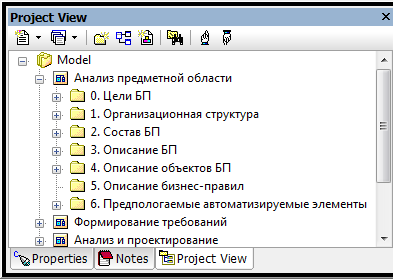 Project View
Model
Анализ предметной области
0. Цели БП
1. Организационная структура
2. Состав БП
3. Описание БП
4. Описание объектов БП
5. Описание бизнес-правил
6. Предпологаемые автоматизируемые элементы
Формирование требований
Анализ и проектирование
Properties Notes Project View